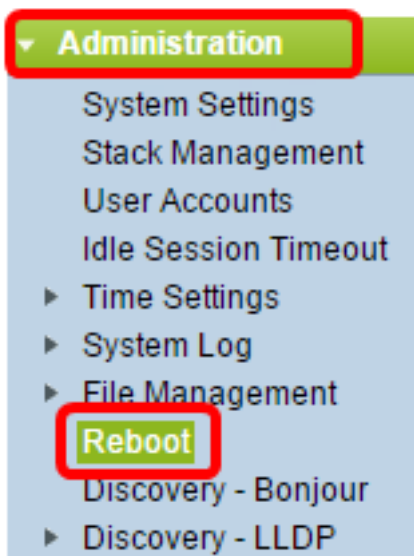 Administration
System Settings
Stack Management
User Accounts
Idle Session Timeout
Time Settings
System Log
File Management
Reboot
Discovery - Bonjour
Discovery - LLDP